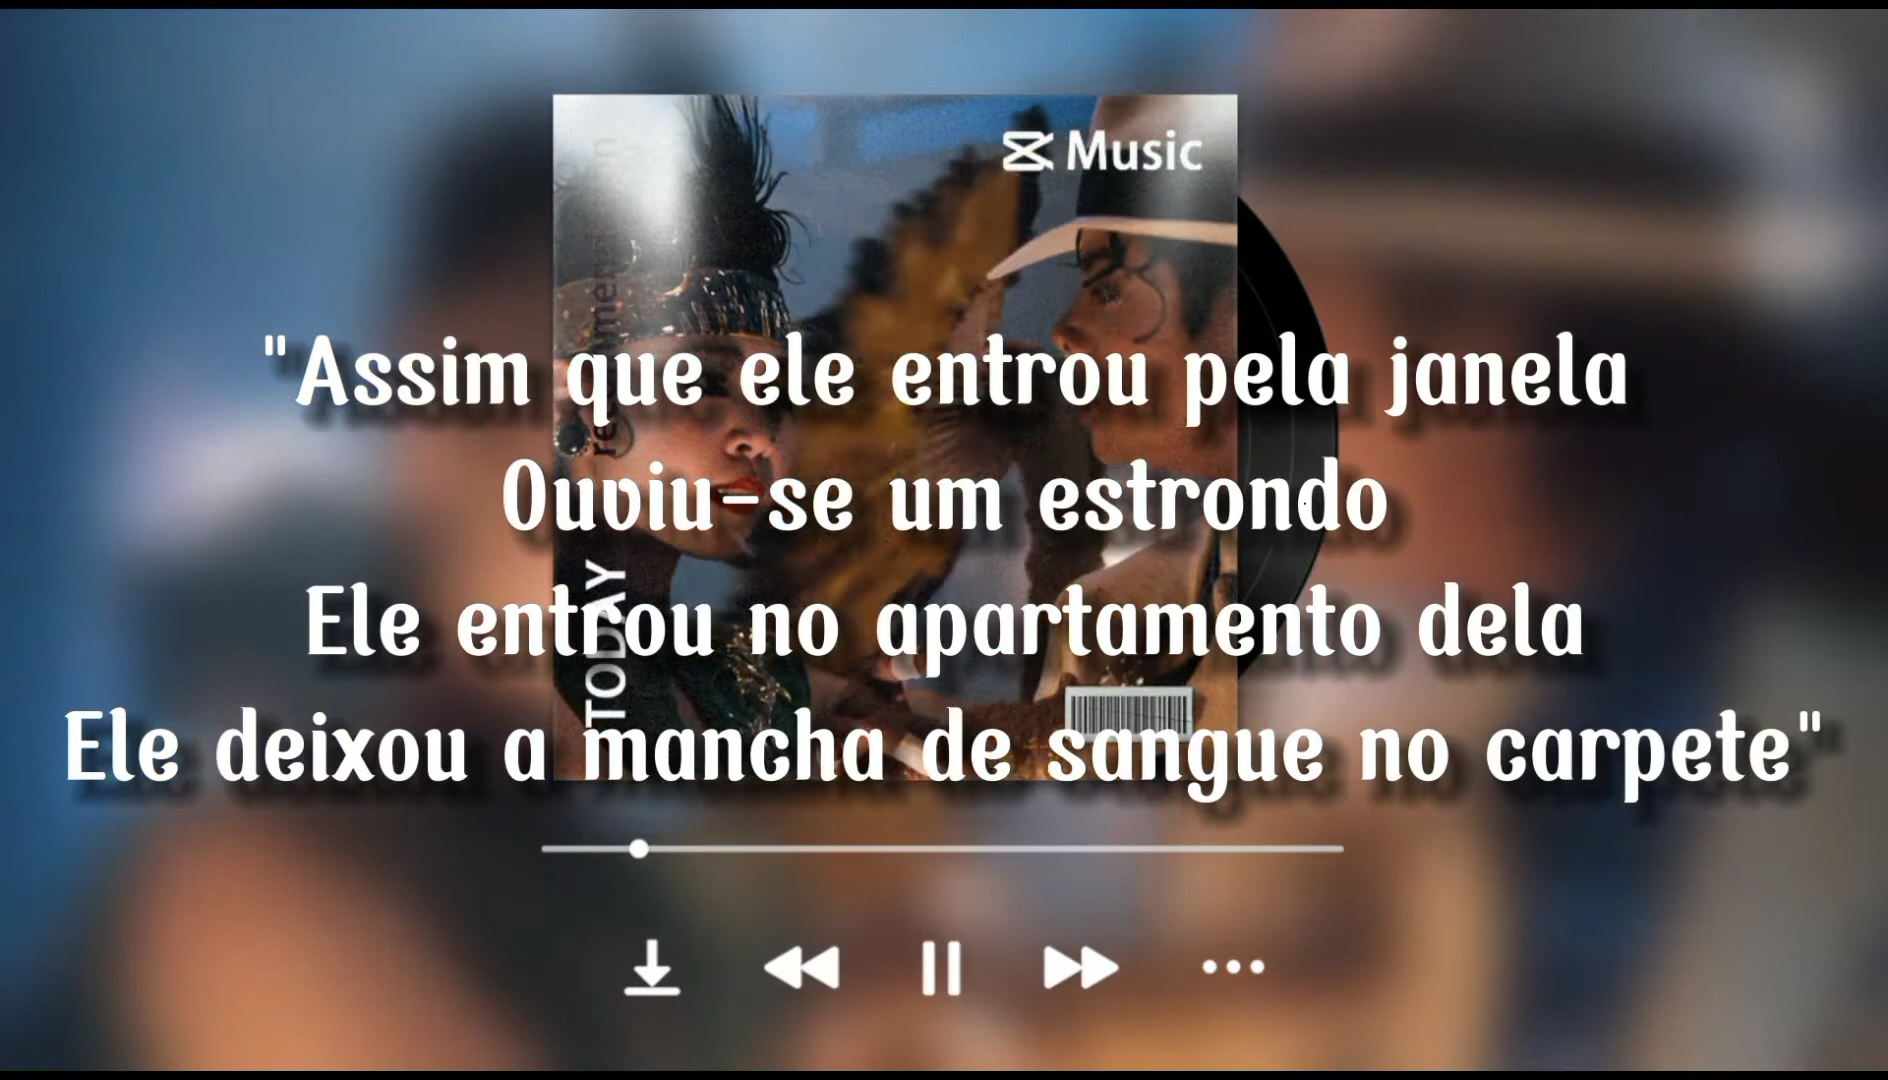 Music
"Assim que ele entrou pela janela
Ouviu-se um estrondo
Ele entrou no apartamento dela
Ele deixou a mancha de sangue no carpete"
TODAY